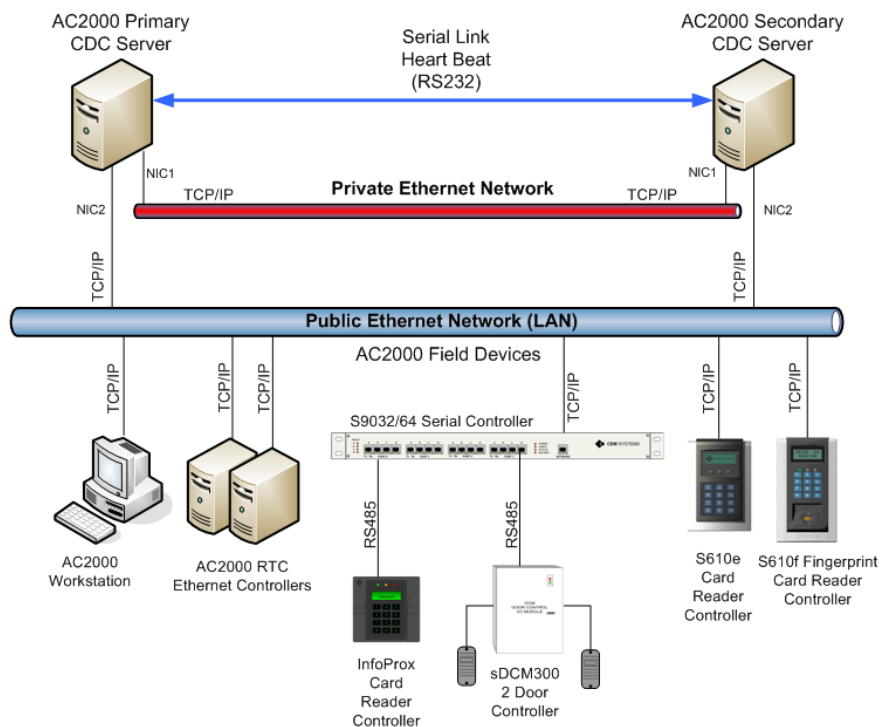 AC2000 Primary
CDC Server
AC2000 Secondary
CDC Server
Serial Link
Heart Beat
(RS232)
NIC1
NIC1
TCP/IP
Private Ethernet Network
TCP/IP
NIC2
NIC2
TCP/IP
TCP/IP
Public Ethernet Network (LAN)
AC2000 Field Devices
TCP/IP
TCP/IP
TCP/IP
TCP/IP
TCP/IP
TCP/IP
S9032/64 Serial Controller
CEM SYSTEMS
RS485
RS485
AC2000
Workstation
AC2000 RTC
Ethernet Controllers
S610e
Card
Reader
Controller
S610f Fingerprint
Card Reader
Controller
DOOR CONTROL
I/O MODULE
InfoProx
Card
Reader
Controller
sDCM300
2 Door
Controller